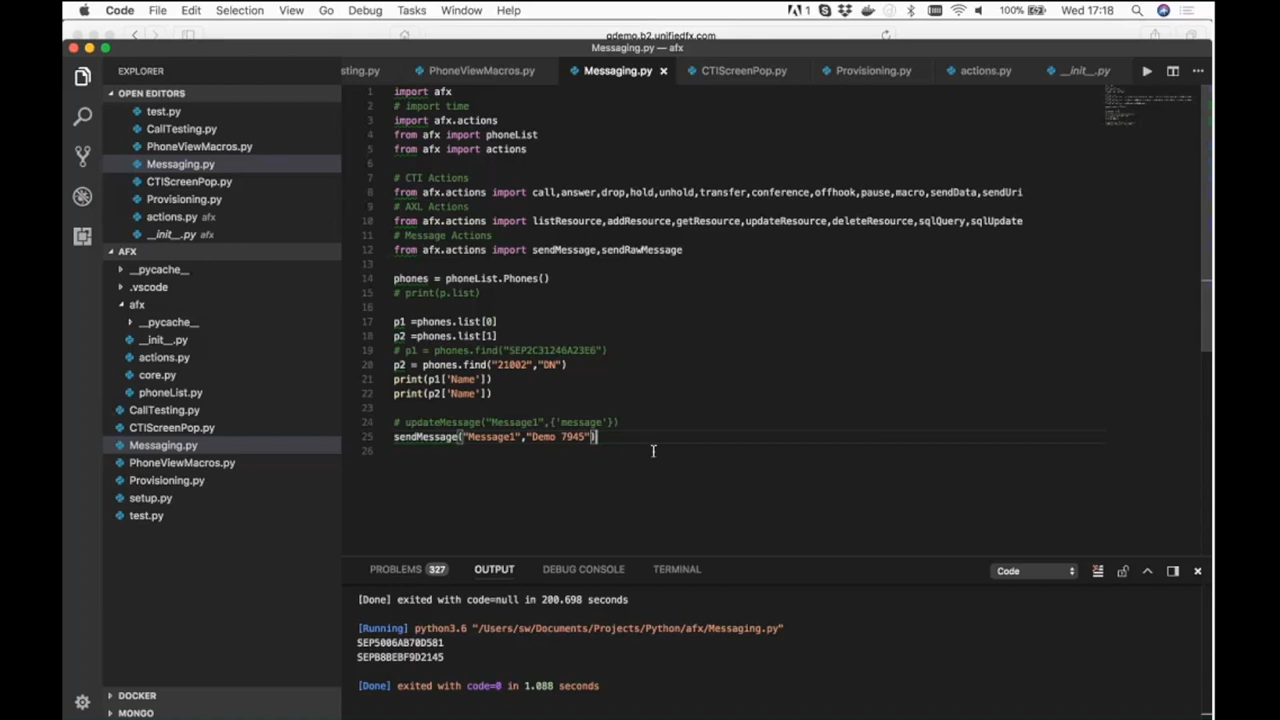 Code File Edit Selection View Go Debug Tasks Window Help
1 100% Wed 17:18
qdemo.b2.unifiedfx.com
Messaging.py — afx
EXPLORER
OPEN EDITORS
test.py
CallTesting.py
PhoneViewMacros.py
Messaging.py
CTIScreenPop.py
Provisioning.py
actions.py afx
__init__.py afx
AFX
__pycache__
.vscode
afx
__pycache__
__init__.py
actions.py
core.py
phoneList.py
CallTesting.py
CTIScreenPop.py
Messaging.py
PhoneViewMacros.py
Provisioning.py
setup.py
test.py
DOCKER
MONGO
sting.py PhoneViewMacros.py Messaging.py CTIScreenPop.py Provisioning.py actions.py __init__.py
1 import afx
2 # import time
3 import afx.actions
4 from afx import phoneList
5 from afx import actions
6
7 # CTI Actions
8 from afx.actions import call,answer,drop,hold,unhold,transfer,conference,offhook,pause,macro,sendData,sendUri
9 # AXL Actions
10 from afx.actions import listResource,addResource,getResource,updateResource,deleteResource,sqlQuery,sqlUpdate
11 # Message Actions
12 from afx.actions import sendMessage,sendRawMessage
13
14 phones = phoneList.Phones()
15 # print(p.list)
16
17 p1 =phones.list[0]
18 p2 =phones.list[1]
19 # p1 = phones.find("SEP2C31246A23E6")
20 p2 = phones.find("21002","DN")
21 print(p1['Name'])
22 print(p2['Name'])
23
24 # updateMessage("Message1",{'message'})
25 sendMessage("Message1","Demo 7945")
26
PROBLEMS 327 OUTPUT DEBUG CONSOLE TERMINAL Code
[Done] exited with code=null in 200.698 seconds
[Running] python3.6 "/Users/sw/Documents/Projects/Python/afx/Messaging.py"
SEP5006AB70D581
SEPB8BEBF9D2145
[Done] exited with code=0 in 1.088 seconds